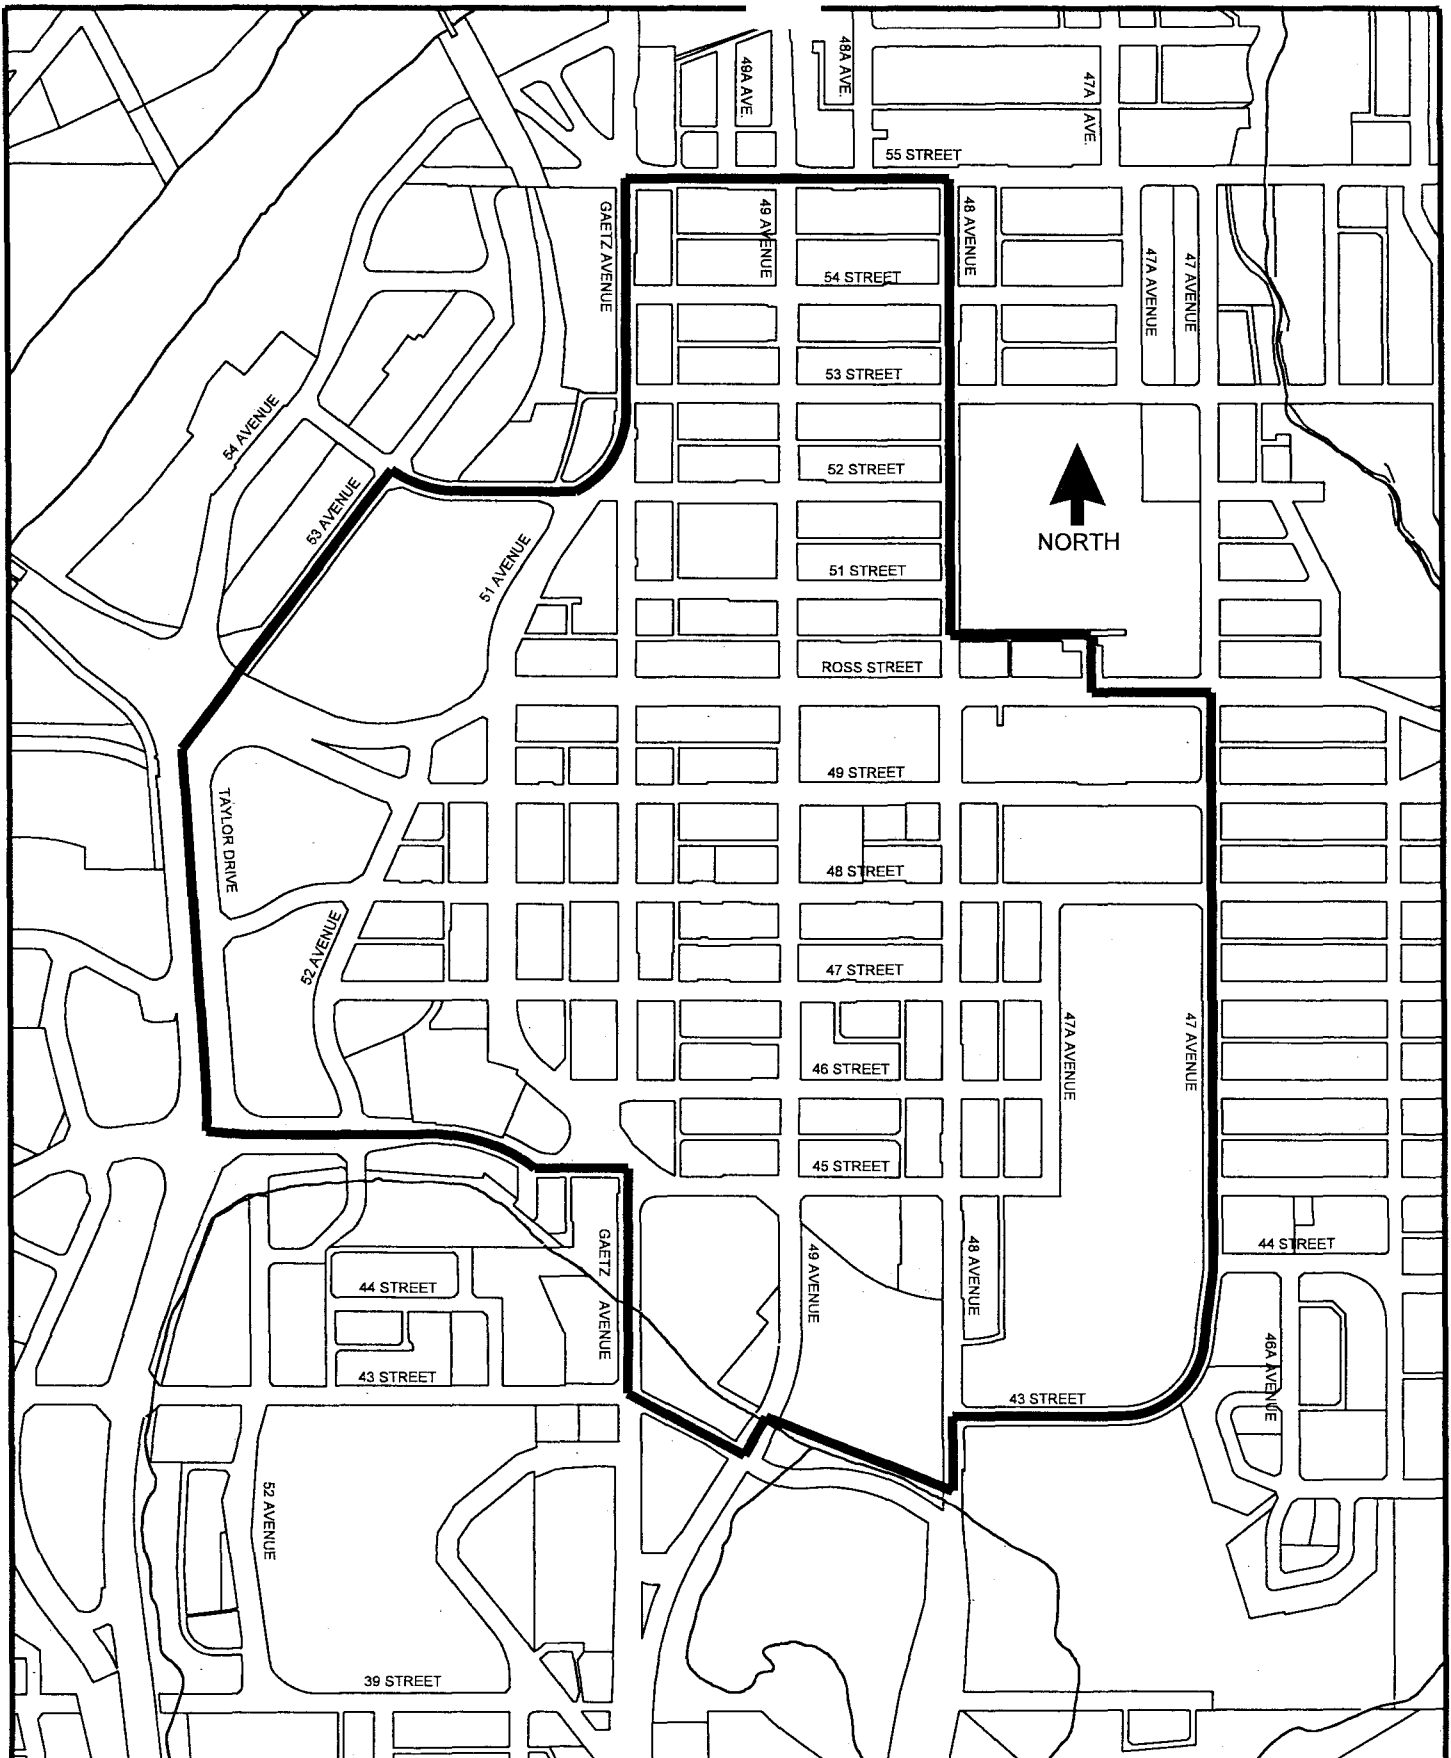 49A AVE.
48A AVE.
47A AVE.
55 STREET
GAETZ AVENUE
49 AVENUE
48 AVENUE
47A AVENUE
47 AVENUE
54 STREET
53 STREET
54 AVENUE
52 STREET
53 AVENUE
51 AVENUE
NORTH
51 STREET
ROSS STREET
49 STREET
TAYLOR DRIVE
48 STREET
52 AVENUE
47 STREET
47A AVENUE
47 AVENUE
46 STREET
45 STREET
GAETZ AVENUE
49 AVENUE
48 AVENUE
44 STREET
44 STREET
46A AVENUE
43 STREET
43 STREET
52 AVENUE
39 STREET